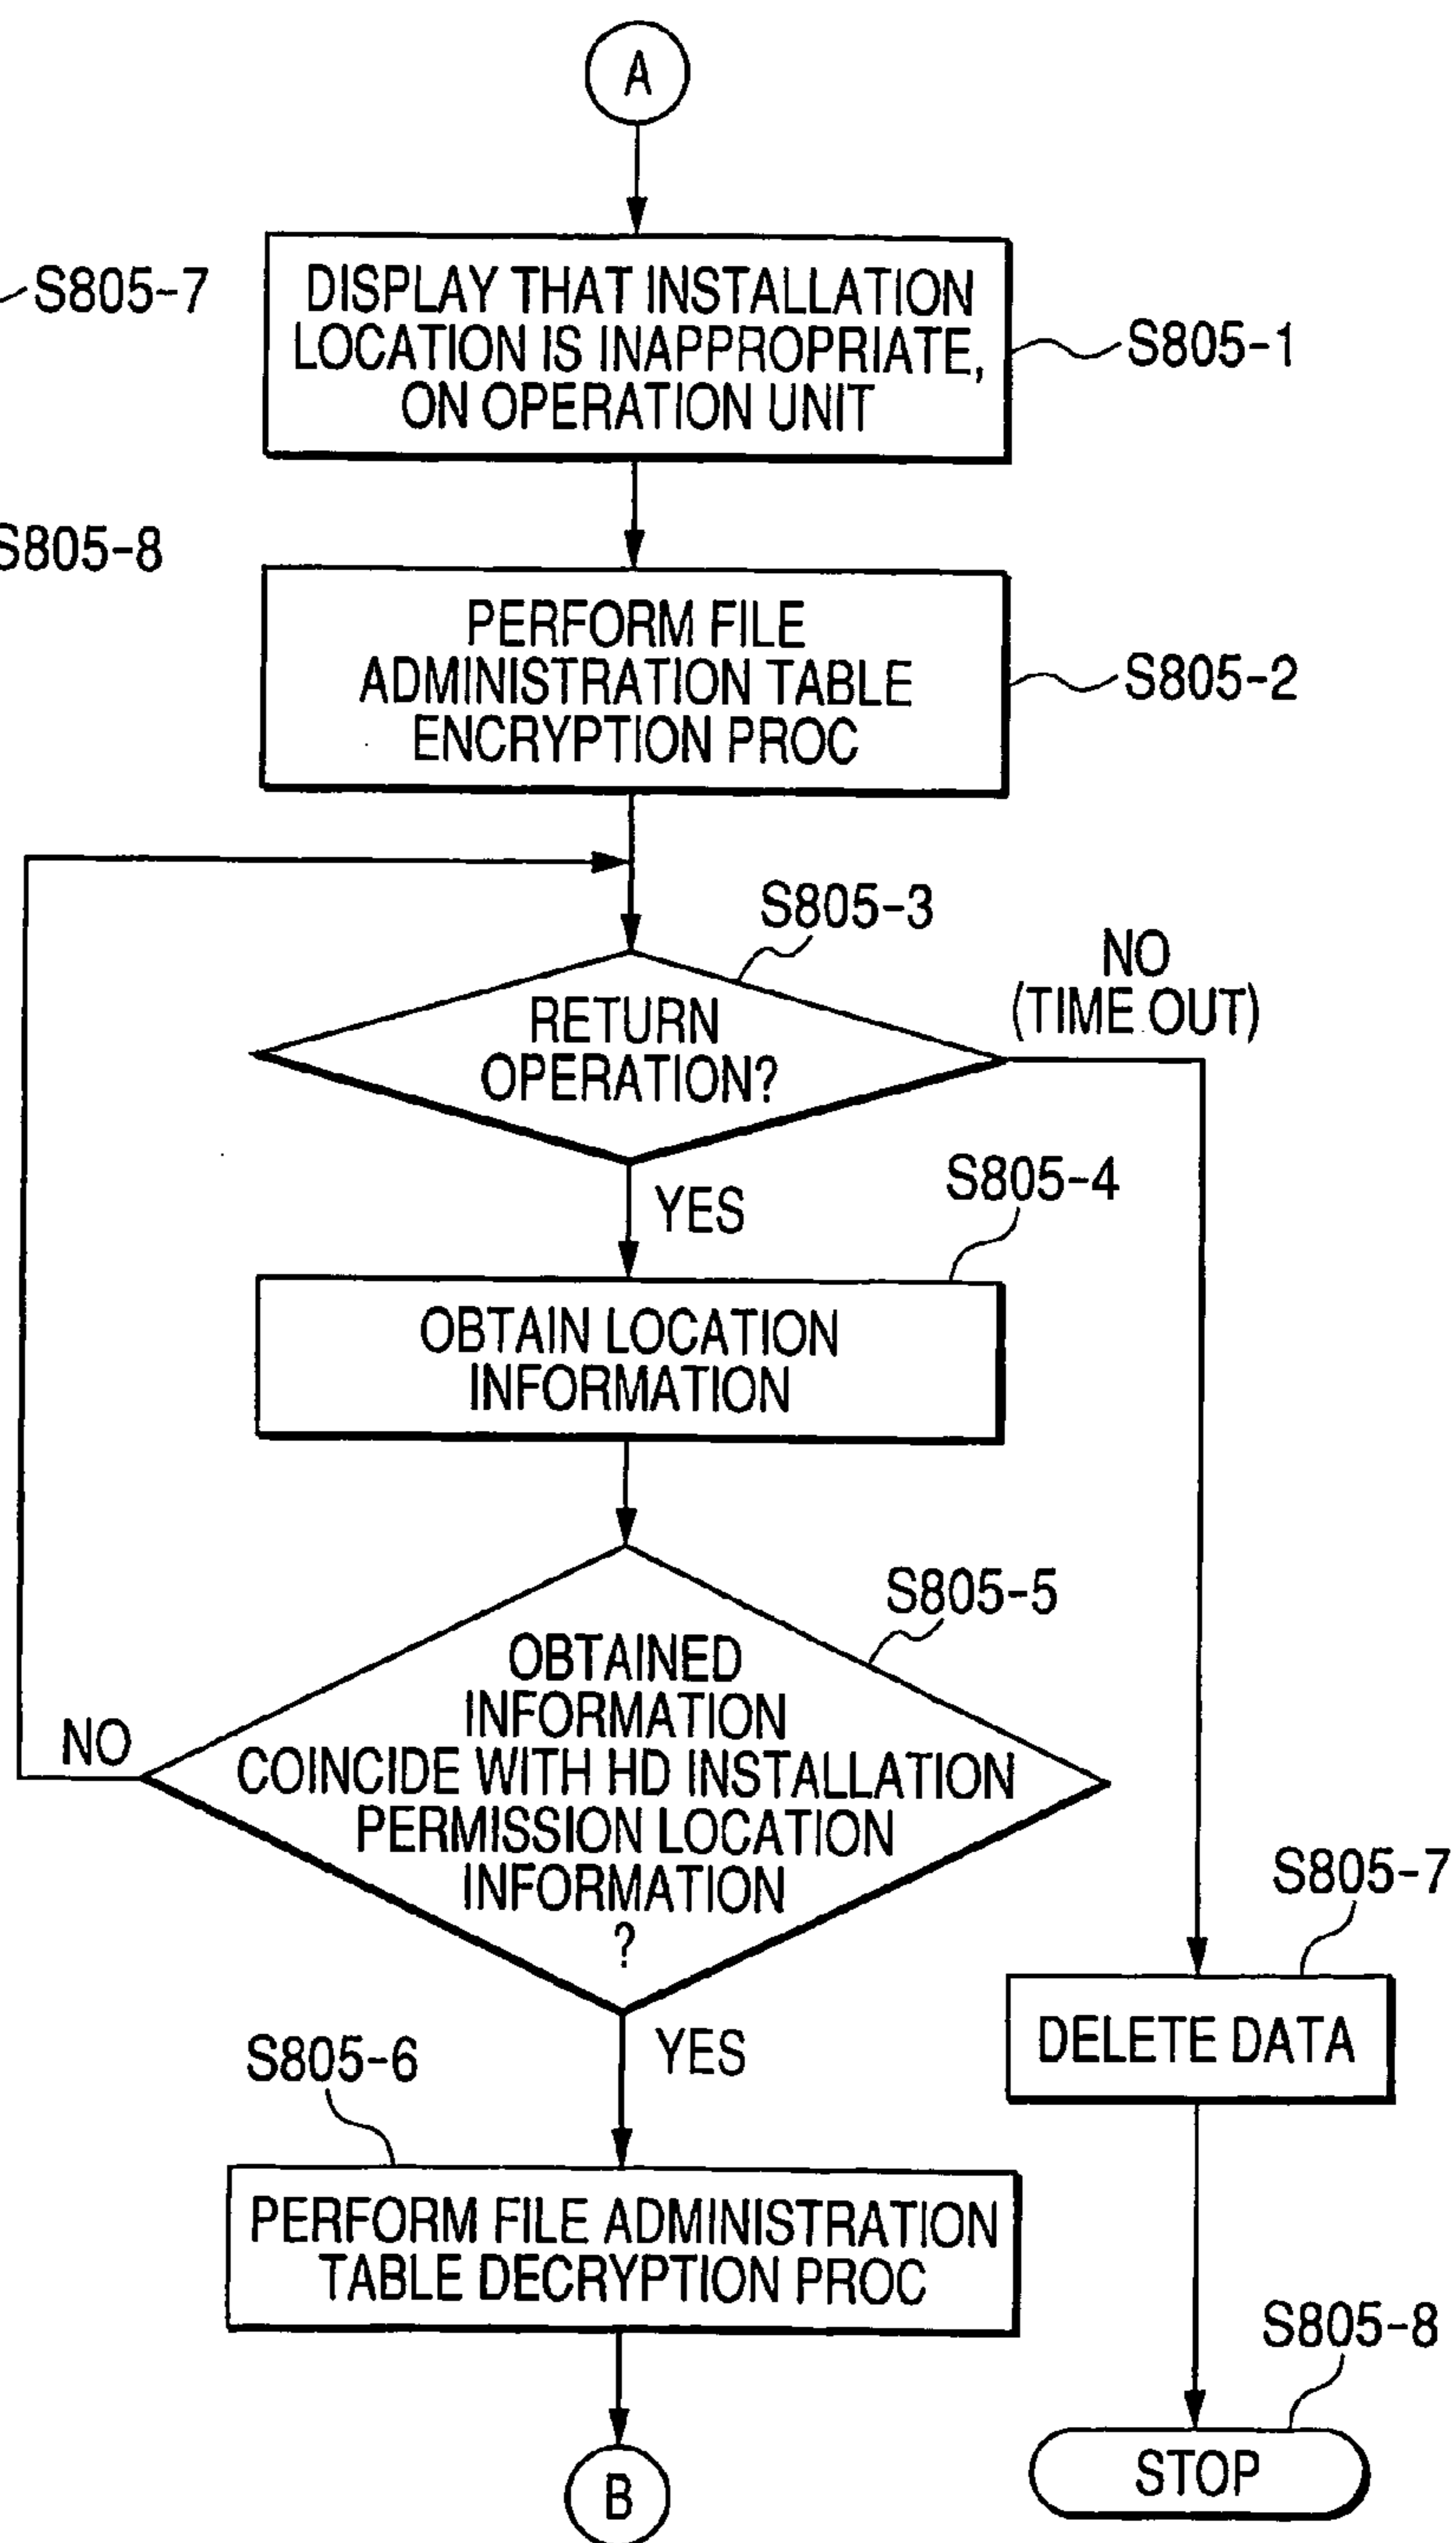 A
S805-7
DISPLAY THAT INSTALLATION
LOCATION IS INAPPROPRIATE,
ON OPERATION UNIT
S805-1
S805-8
PERFORM FILE
ADMINISTRATION TABLE
ENCRYPTION PROC
S805-2
S805-3
NO
(TIME OUT)
RETURN
OPERATION?
YES
S805-4
OBTAIN LOCATION
INFORMATION
S805-5
OBTAINED
INFORMATION
COINCIDE WITH HD INSTALLATION
PERMISSION LOCATION
INFORMATION
?
NO
YES
S805-7
DELETE DATA
S805-6
PERFORM FILE ADMINISTRATION
TABLE DECRYPTION PROC
S805-8
B
STOP